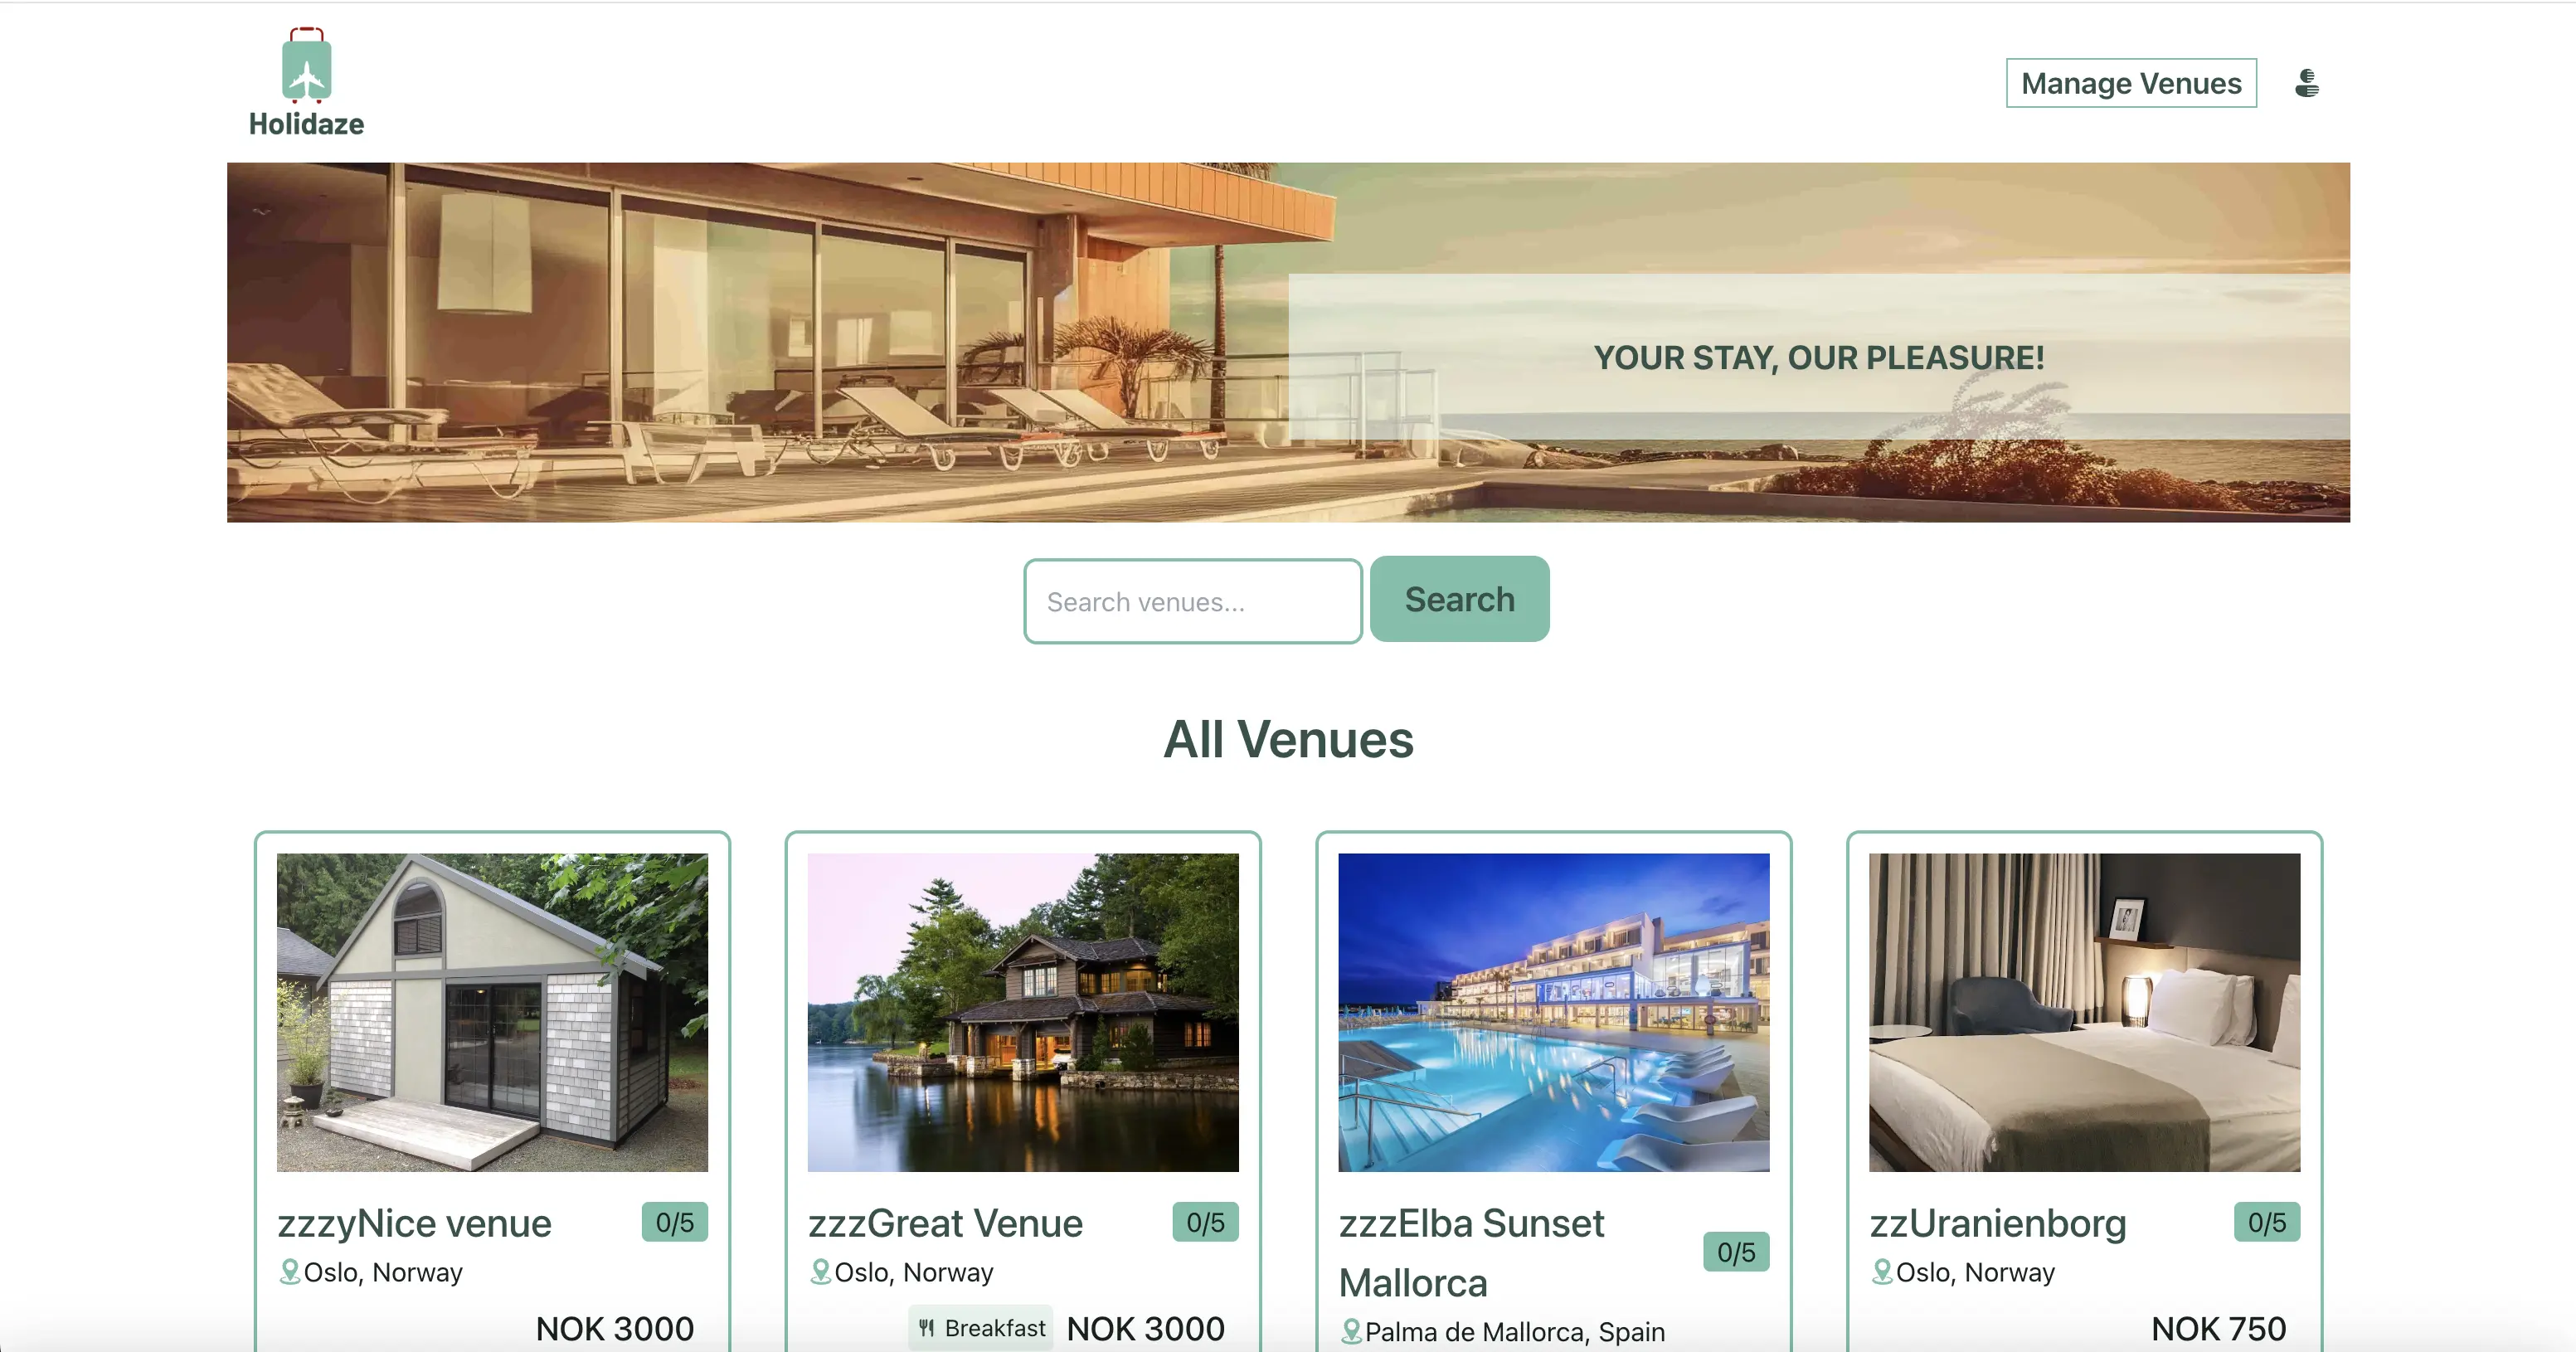 Holidaze
Manage Venues
YOUR STAY, OUR PLEASURE!
Search venues...
Search
All Venues
zzzyNice venue
0/5
Oslo, Norway
NOK 3000
zzzGreat Venue
0/5
Oslo, Norway
Breakfast
NOK 3000
zzzElba Sunset
Mallorca
0/5
Palma de Mallorca, Spain
zzUranienborg
0/5
Oslo, Norway
NOK 750